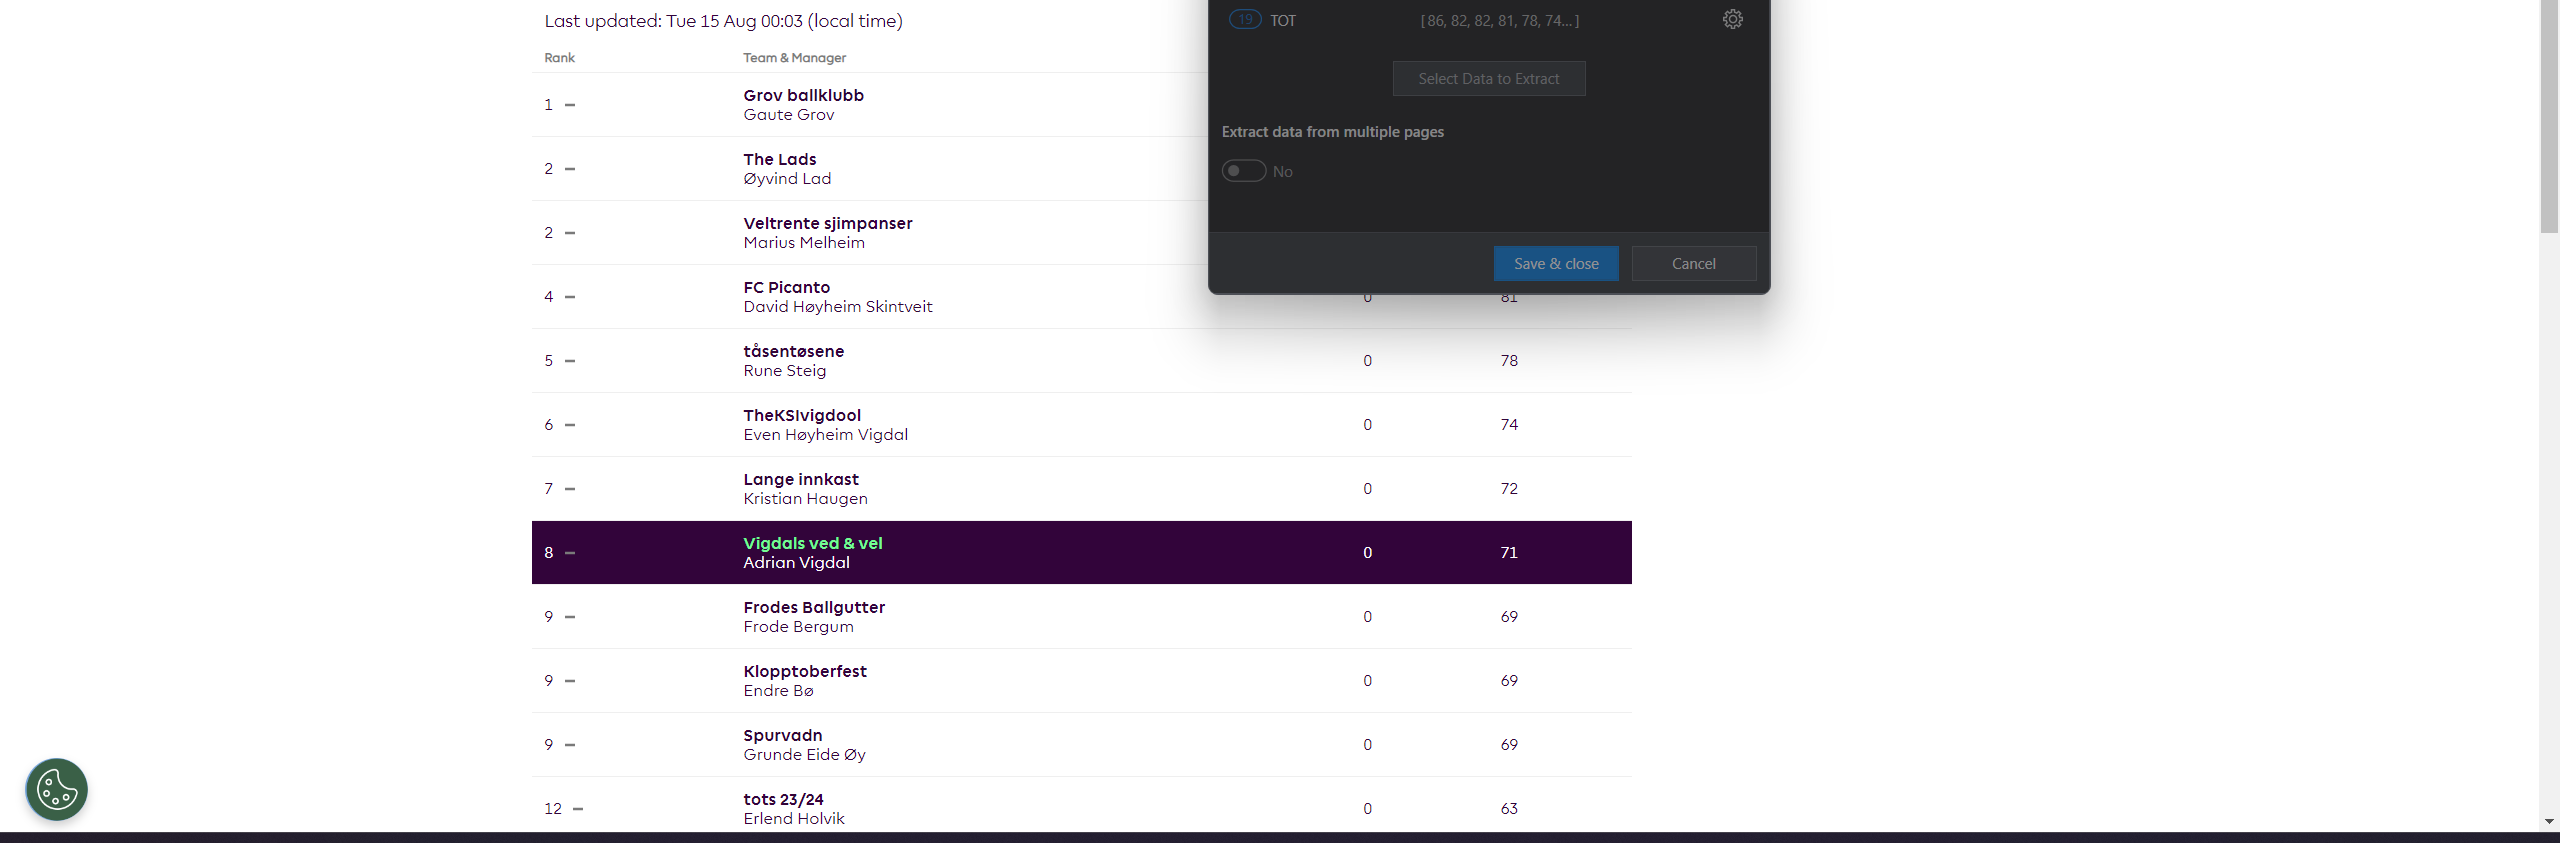 Last updated: Tue 15 Aug 00:03 (local time)
19 TOT [86, 82, 82, 81, 78, 74...]
Rank Team & Manager
Select Data to Extract
1 Grov ballklubb
Gaute Grov
Extract data from multiple pages
No
2 The Lads
Øyvind Lad
2 Veltrente sjimpanser
Marius Melheim
Save & close Cancel
4 FC Picanto 0 81
David Høyheim Skintveit
5 tåsentøsene 0 78
Rune Steig
6 TheKSIvigdool 0 74
Even Høyheim Vigdal
7 Lange innkast 0 72
Kristian Haugen
8 Vigdals ved & vel 0 71
Adrian Vigdal
9 Frodes Ballgutter 0 69
Frode Bergum
9 Klopptoberfest 0 69
Endre Bø
9 Spurvadn 0 69
Grunde Eide Øy
12 tots 23/24 0 63
Erlend Holvik